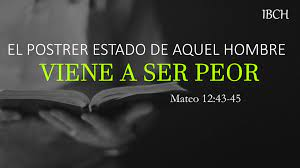 IBCH
EL POSTRER ESTADO DE AQUEL HOMBRE
VIENE A SER PEOR
Mateo 12:43-45